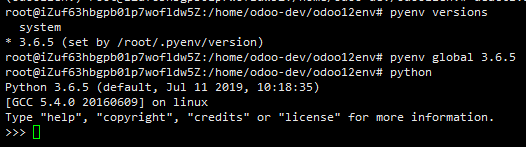 root@iZuf63hbgpb01p7wofldw5Z:/home/odoo-dev/odoo12env# pyenv versions
  system
* 3.6.5 (set by /root/.pyenv/version)
root@iZuf63hbgpb01p7wofldw5Z:/home/odoo-dev/odoo12env# pyenv global 3.6.5
root@iZuf63hbgpb01p7wofldw5Z:/home/odoo-dev/odoo12env# python
Python 3.6.5 (default, Jul 11 2019, 10:18:35)
[GCC 5.4.0 20160609] on linux
Type "help", "copyright", "credits" or "license" for more information.
>>>